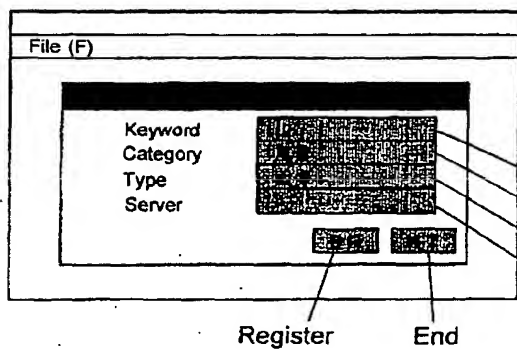 File (F)
Keyword
Category
Type
Server
Register End